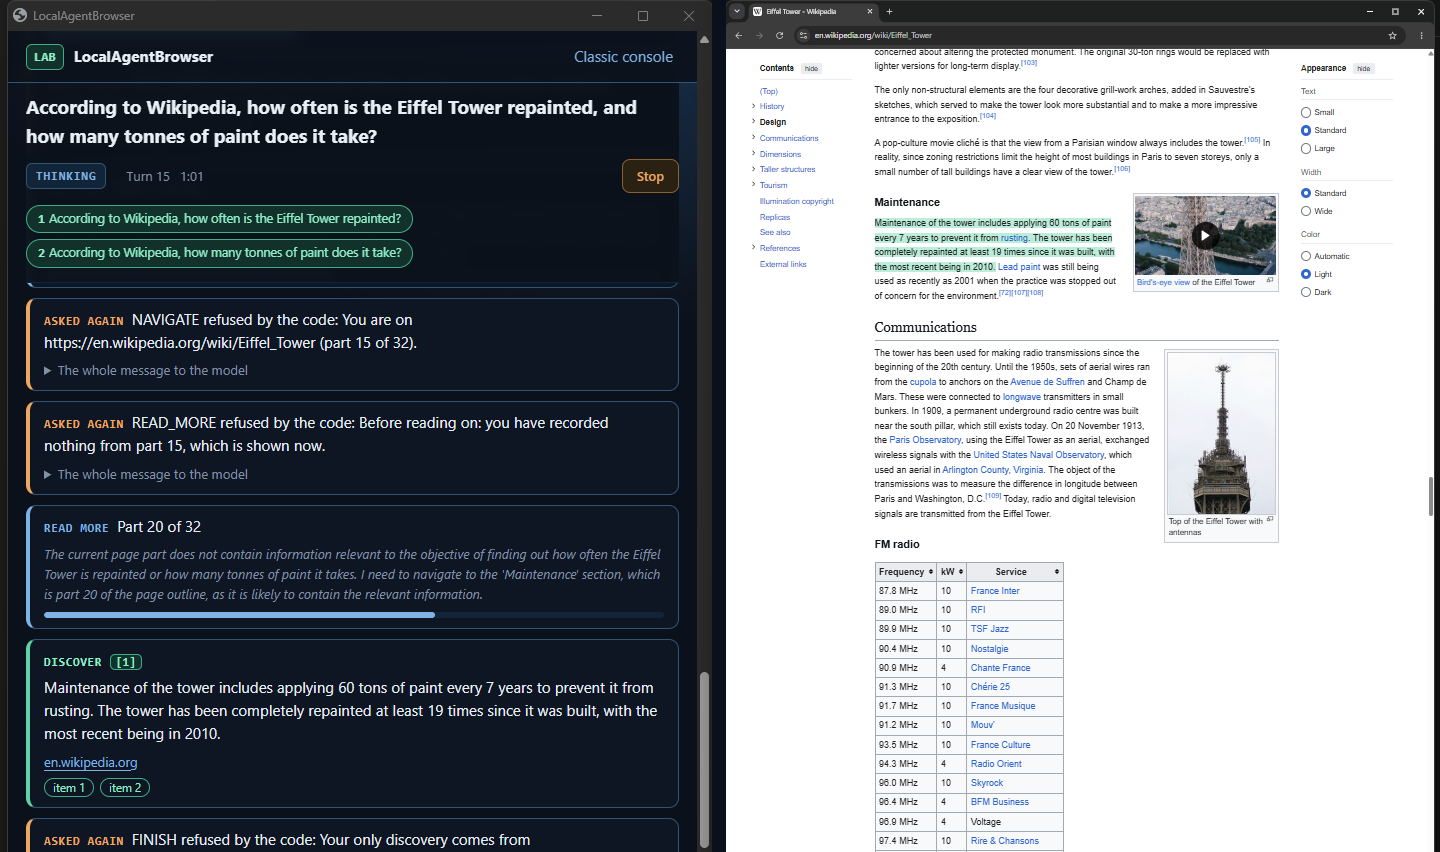 LocalAgentBrowser
LAB LocalAgentBrowser Classic console
According to Wikipedia, how often is the Eiffel Tower repainted, and
how many tonnes of paint does it take?
THINKING Turn 15 1:01 Stop
1 According to Wikipedia, how often is the Eiffel Tower repainted?
2 According to Wikipedia, how many tonnes of paint does it take?
ASKED AGAIN NAVIGATE refused by the code: You are on
https://en.wikipedia.org/wiki/Eiffel_Tower (part 15 of 32).
The whole message to the model
ASKED AGAIN READ_MORE refused by the code: Before reading on: you have recorded
nothing from part 15, which is shown now.
The whole message to the model
READ MORE Part 20 of 32
The current page part does not contain information relevant to the objective of finding out how often the Eiffel
Tower is repainted or how many tonnes of paint it takes. I need to navigate to the 'Maintenance' section, which
is part 20 of the page outline, as it is likely to contain the relevant information.
DISCOVER [1]
Maintenance of the tower includes applying 60 tons of paint every 7 years to prevent it from
rusting. The tower has been completely repainted at least 19 times since it was built, with the
most recent being in 2010.
en.wikipedia.org
item 1 item 2
ASKED AGAIN FINISH refused by the code: Your only discovery comes from
Eiffel Tower - Wikipedia
en.wikipedia.org/wiki/Eiffel_Tower
Contents hide
(Top)
History
Design
Communications
Dimensions
Taller structures
Tourism
Illumination copyright
Replicas
See also
References
External links
concerned about altering the protected monument. The original 30-ton rings would be replaced with
lighter versions for long-term display.[103]
The only non-structural elements are the four decorative grill-work arches, added in Sauvestre's
sketches, which served to make the tower look more substantial and to make a more impressive
entrance to the exposition.[104]
A pop-culture movie cliché is that the view from a Parisian window always includes the tower.[105] In
reality, since zoning restrictions limit the height of most buildings in Paris to seven storeys, only a
small number of tall buildings have a clear view of the tower.[106]
Maintenance
Maintenance of the tower includes applying 60 tons of paint
every 7 years to prevent it from rusting. The tower has been
completely repainted at least 19 times since it was built, with
the most recent being in 2010. Lead paint was still being
used as recently as 2001 when the practice was stopped out
of concern for the environment.[72][107][108]
Bird's-eye view of the Eiffel Tower
Communications
The tower has been used for making radio transmissions since the
beginning of the 20th century. Until the 1950s, sets of aerial wires ran
from the cupola to anchors on the Avenue de Suffren and Champ de
Mars. These were connected to longwave transmitters in small
bunkers. In 1909, a permanent underground radio centre was built
near the south pillar, which still exists today. On 20 November 1913,
the Paris Observatory, using the Eiffel Tower as an aerial, exchanged
wireless signals with the United States Naval Observatory, which
used an aerial in Arlington County, Virginia. The object of the
transmissions was to measure the difference in longitude between
Paris and Washington, D.C.[109] Today, radio and digital television
signals are transmitted from the Eiffel Tower.
Top of the Eiffel Tower with
antennas
FM radio
Frequency kW Service
87.8 MHz 10 France Inter
89.0 MHz 10 RFI
89.9 MHz 10 TSF Jazz
90.4 MHz 10 Nostalgie
90.9 MHz 4 Chante France
91.3 MHz 10 Chérie 25
91.7 MHz 10 France Musique
91.2 MHz 10 Mouv'
93.5 MHz 10 France Culture
94.3 MHz 4 Radio Orient
96.0 MHz 10 Skyrock
96.4 MHz 4 BFM Business
96.9 MHz 4 Voltage
97.4 MHz 10 Rire & Chansons
Appearance hide
Text
Small
Standard
Large
Width
Standard
Wide
Color
Automatic
Light
Dark